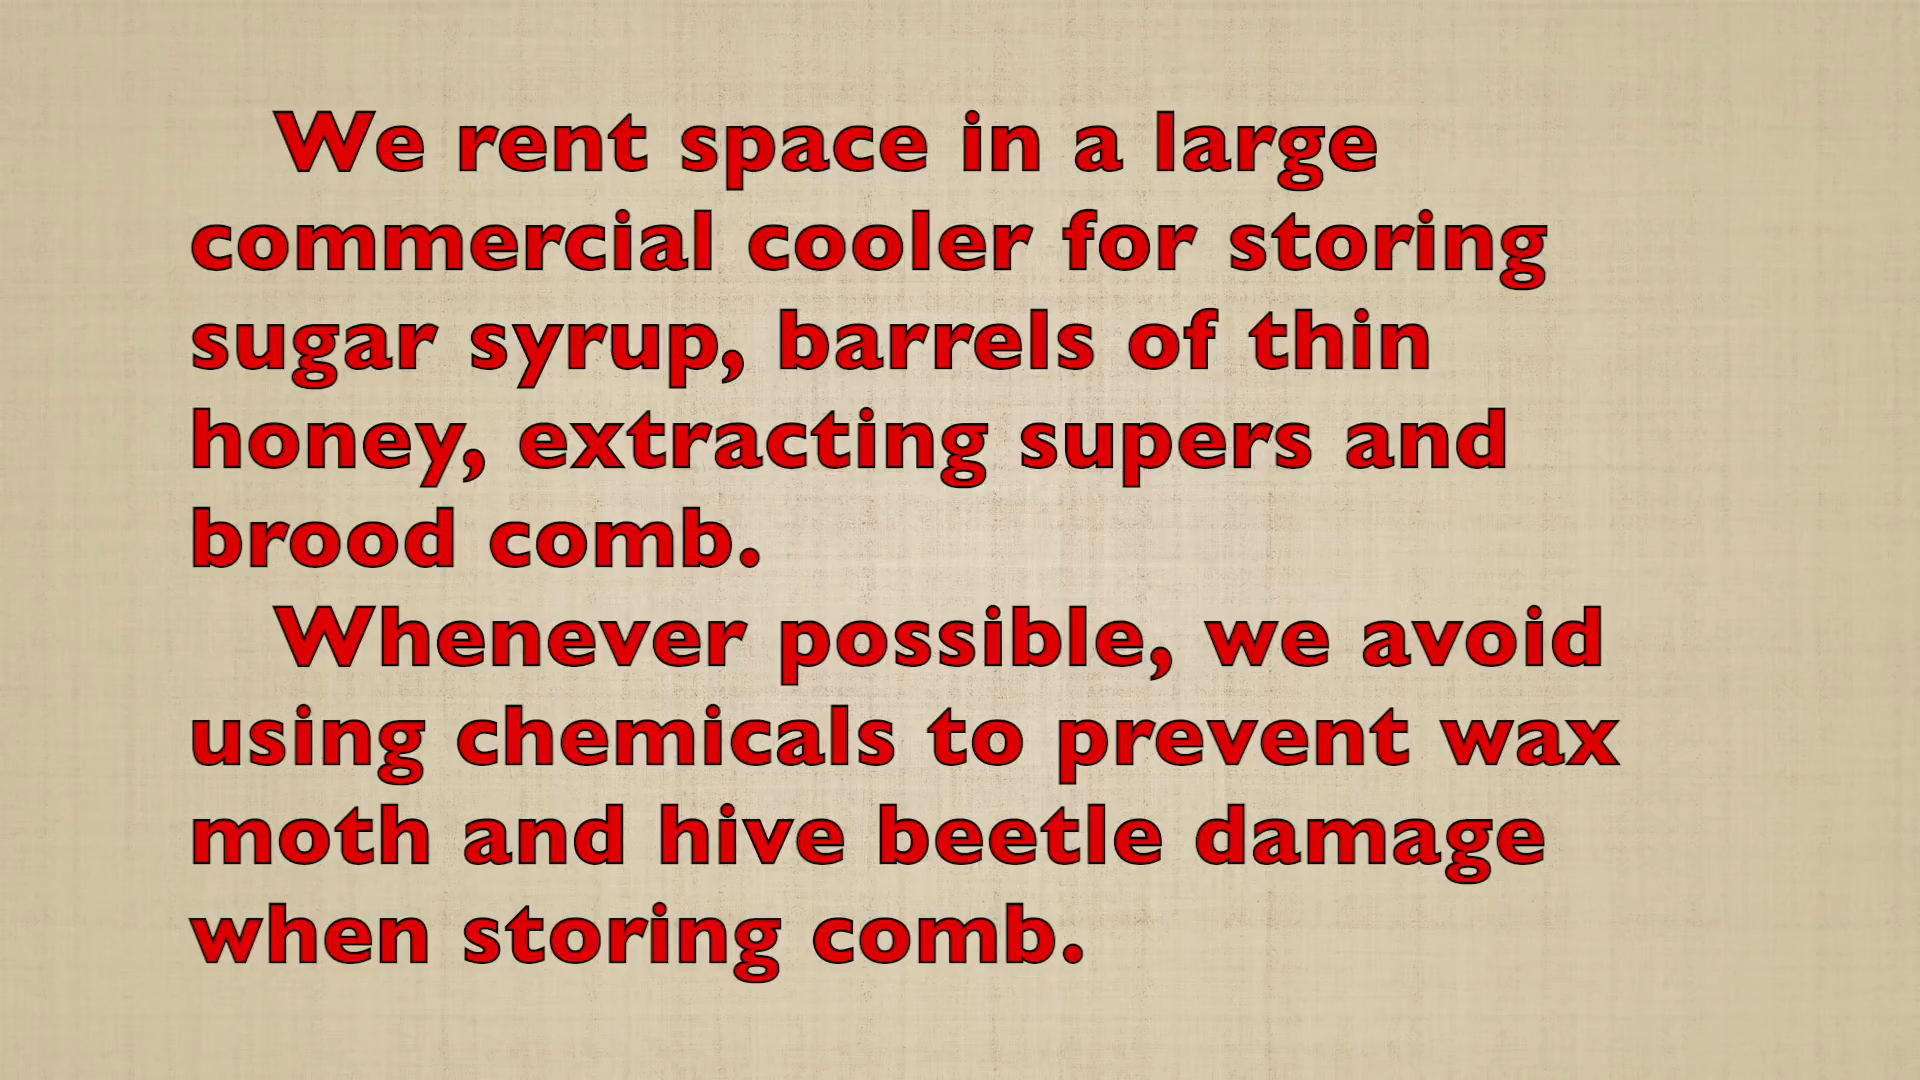 We rent space in a large
commercial cooler for storing
sugar syrup, barrels of thin
honey, extracting supers and
brood comb.
Whenever possible, we avoid
using chemicals to prevent wax
moth and hive beetle damage
when storing comb.